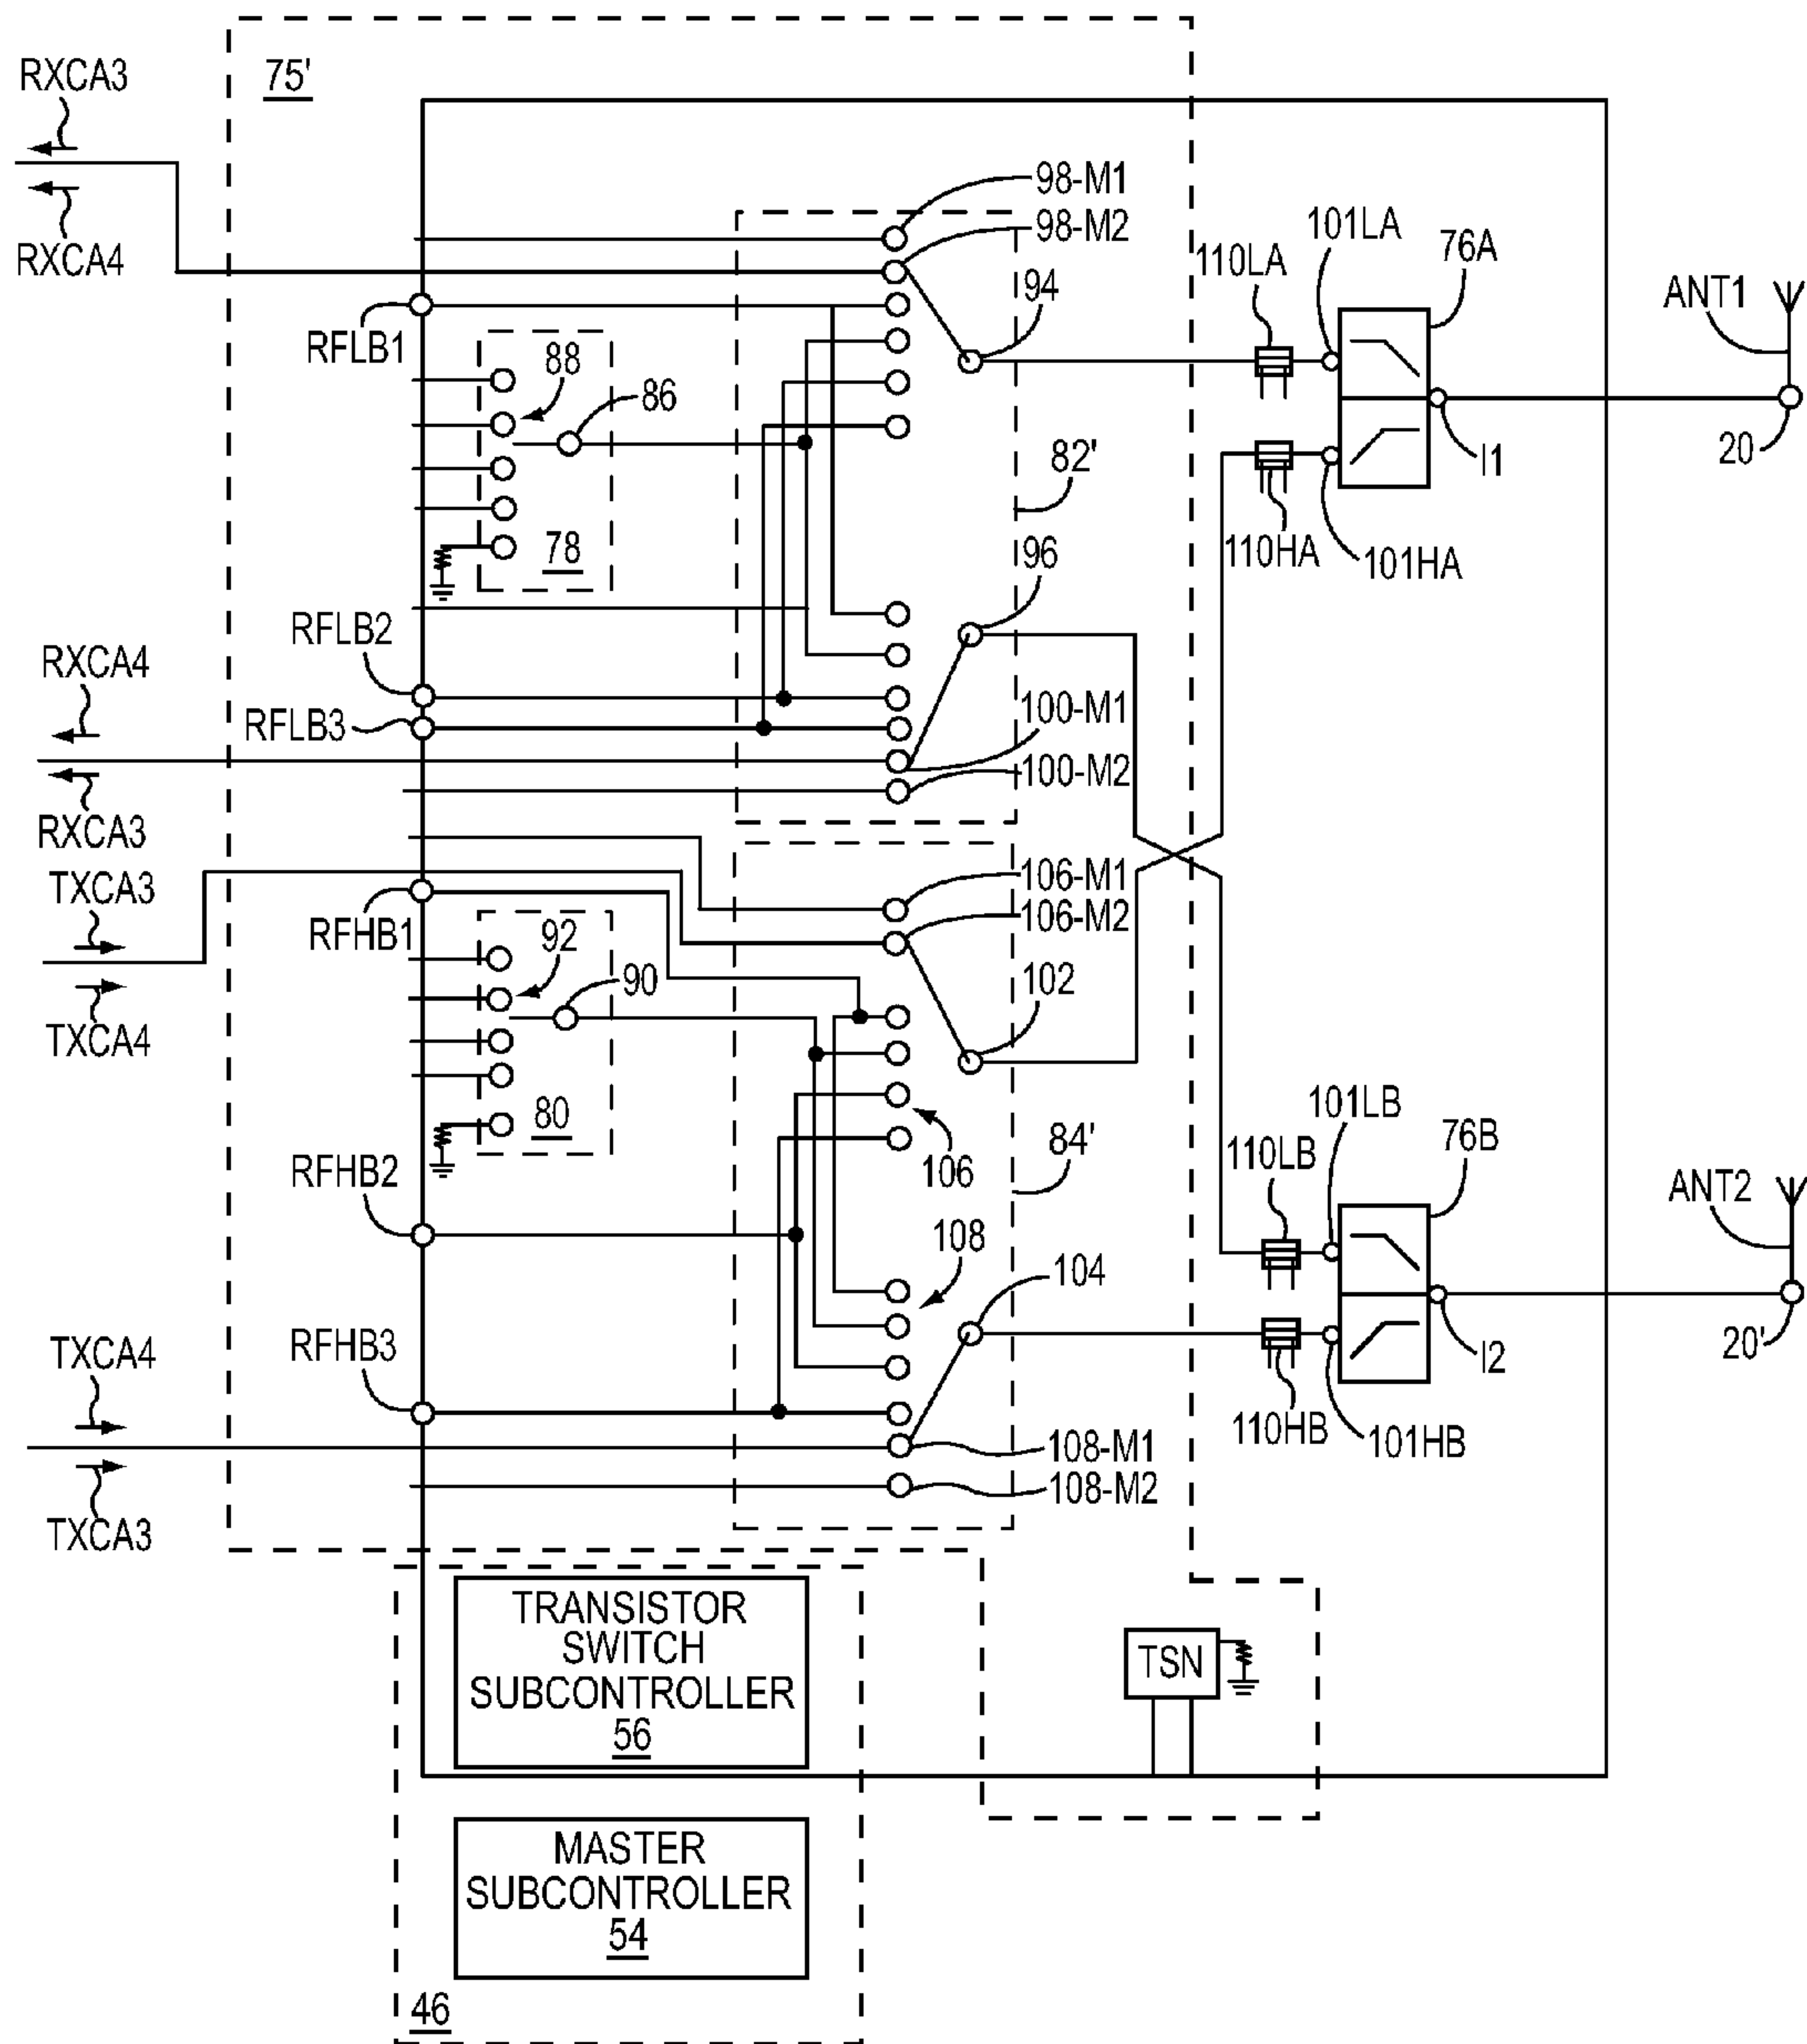 75'
RXCA3
RXCA4
98-M1
98-M2
94
110LA
101LA
76A
ANT1
RFLB1
88
86
78
82'
110HA
101HA
I1
20
96
RFLB2
RXCA4
RFLB3
100-M1
100-M2
RXCA3
TXCA3
RFHB1
106-M1
106-M2
92
90
102
TXCA4
80
106
84'
RFHB2
108
104
110LB
101LB
76B
ANT2
RFHB3
TXCA4
110HB
101HB
I2
20'
108-M1
108-M2
TXCA3
TRANSISTOR
SWITCH
SUBCONTROLLER
56
TSN
MASTER
SUBCONTROLLER
54
46